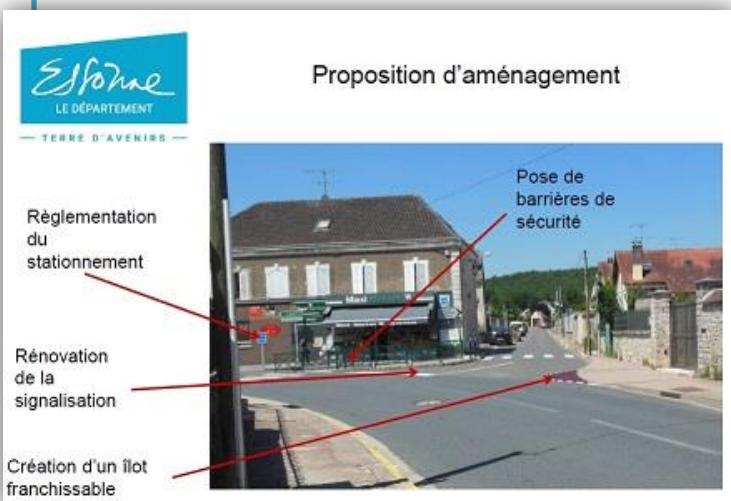 Essonne
LE DÉPARTEMENT
TERRE D'AVENIRS
Proposition d'aménagement
Pose de
barrières de
sécurité
Règlementation
du
stationnement
Maxi
Rénovation
de la
signalisation
Création d'un îlot
franchissable